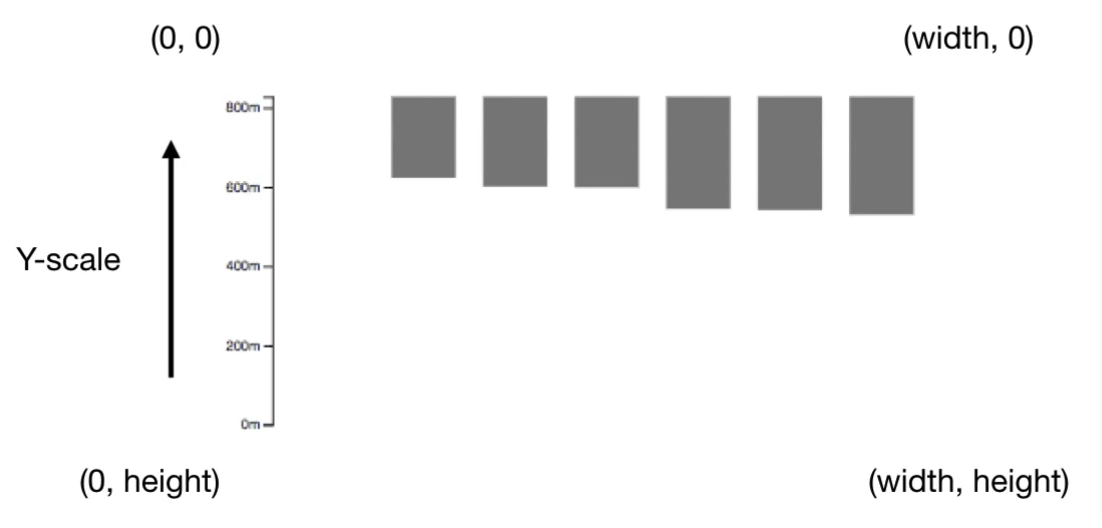 (0, 0)
(width, 0)
800m
600m
Y-scale
400m
200m
0m
(0, height)
(width, height)